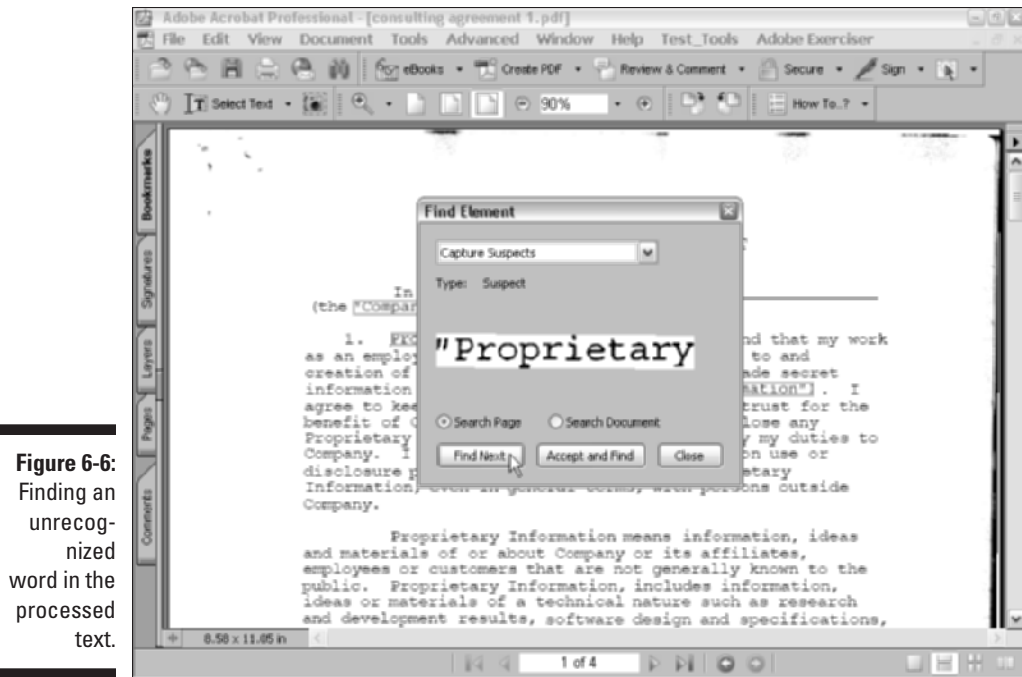 Adobe Acrobat Professional - [consulting agreement 1.pdf]
File Edit View Document Tools Advanced Window Help Test_Tools Adobe Exerciser
eBooks Create PDF Review & Comment Secure Sign
Select Text 90% How To..?
Bookmarks
Signatures
Layers
Pages
Comments
Find Element
Capture Suspects
Type: Suspect
"Proprietary
Search Page Search Document
Find Next Accept and Find Close
In
(the "Compan
1. nd that my work
as an employ to and
creation of ade secret
information mation"). I
agree to kee trust for the
benefit of lose any
Proprietary my duties to
Company. I on use or
disclosure p etary
Information, even in general terms, with persons outside
Company.
Proprietary Information means information, ideas
and materials of or about Company or its affiliates,
employees or customers that are not generally known to the
public. Proprietary Information, includes information,
ideas or materials of a technical nature such as research
and development results, software design and specifications,
8.58 x 11.05 in
1 of 4
Figure 6-6:
Finding an
unrecog-
nized
word in the
processed
text.